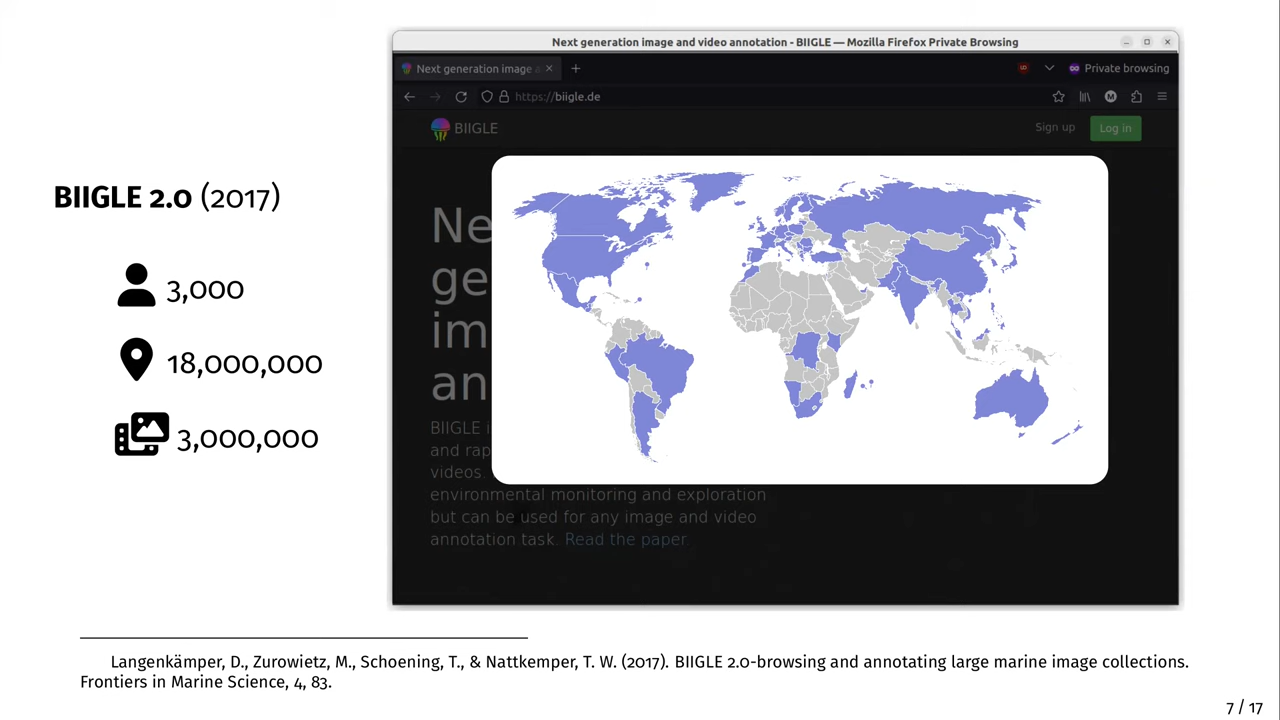 BIIGLE 2.0 (2017)
3,000
18,000,000
3,000,000
Next generation image and video annotation - BIIGLE — Mozilla Firefox Private Browsing
Next generation image a
Private browsing
https://biigle.de
BIIGLE
Sign up
Log in
Ne
ge
im
an
BIIGLE i
and rap
videos.
environmental monitoring and exploration
but can be used for any image and video
annotation task. Read the paper.
Langenkämper, D., Zurowietz, M., Schoening, T., & Nattkemper, T. W. (2017). BIIGLE 2.0-browsing and annotating large marine image collections.
Frontiers in Marine Science, 4, 83.
7 / 17